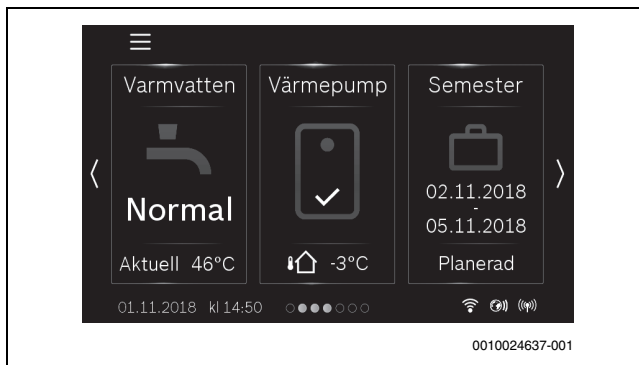 Varmvatten Värmepump Semester
Normal
02.11.2018
-
05.11.2018
Aktuell 46°C -3°C Planerad
01.11.2018 kl 14:50
0010024637-001